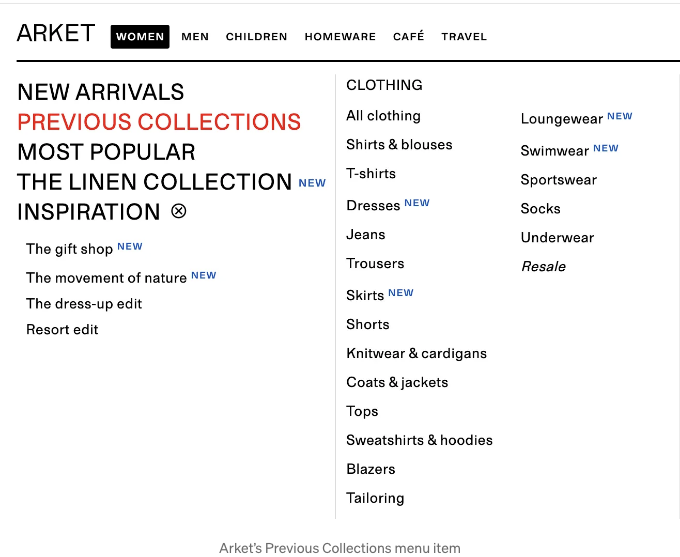 ARKET WOMEN MEN CHILDREN HOMEWARE CAFÉ TRAVEL
NEW ARRIVALS
PREVIOUS COLLECTIONS
MOST POPULAR
THE LINEN COLLECTION NEW
INSPIRATION
The gift shop NEW
The movement of nature NEW
The dress-up edit
Resort edit
CLOTHING
All clothing
Shirts & blouses
T-shirts
Dresses NEW
Jeans
Trousers
Skirts NEW
Shorts
Knitwear & cardigans
Coats & jackets
Tops
Sweatshirts & hoodies
Blazers
Tailoring
Loungewear NEW
Swimwear NEW
Sportswear
Socks
Underwear
Resale
Arket's Previous Collections menu item